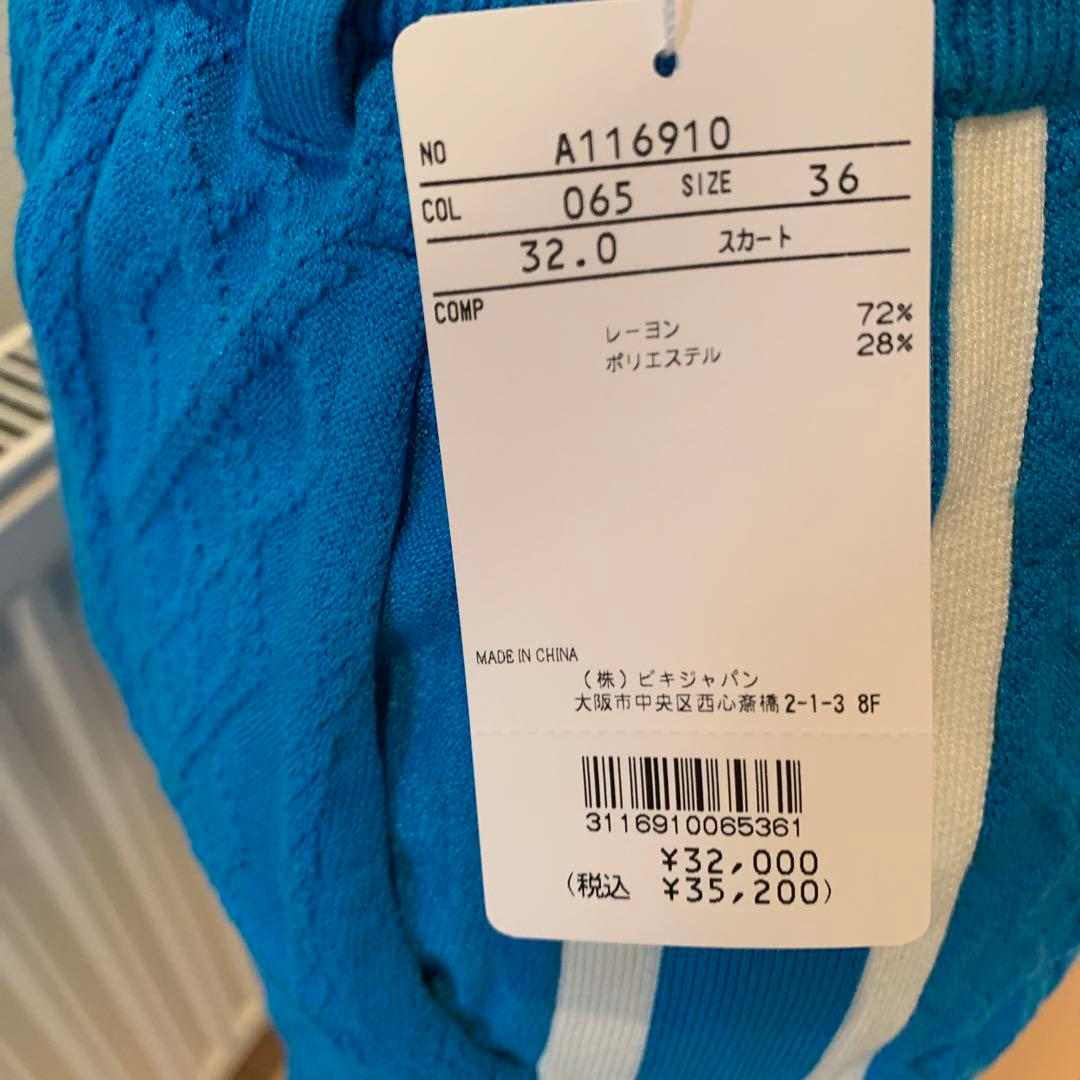 NO A116910
COL 065 SIZE 36
32.0 スカート
COMP
レーヨン 72%
ポリエステル 28%
MADE IN CHINA
（株）ビキジャパン
大阪市中央区西心斎橋2-1-3 8F
3116910065361
¥32,000
（税込 ¥35,200）